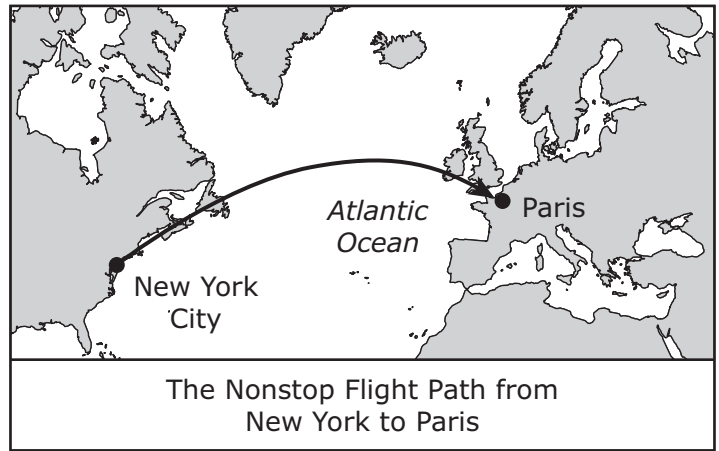 Atlantic
Ocean
Paris
New York
City
The Nonstop Flight Path from
New York to Paris